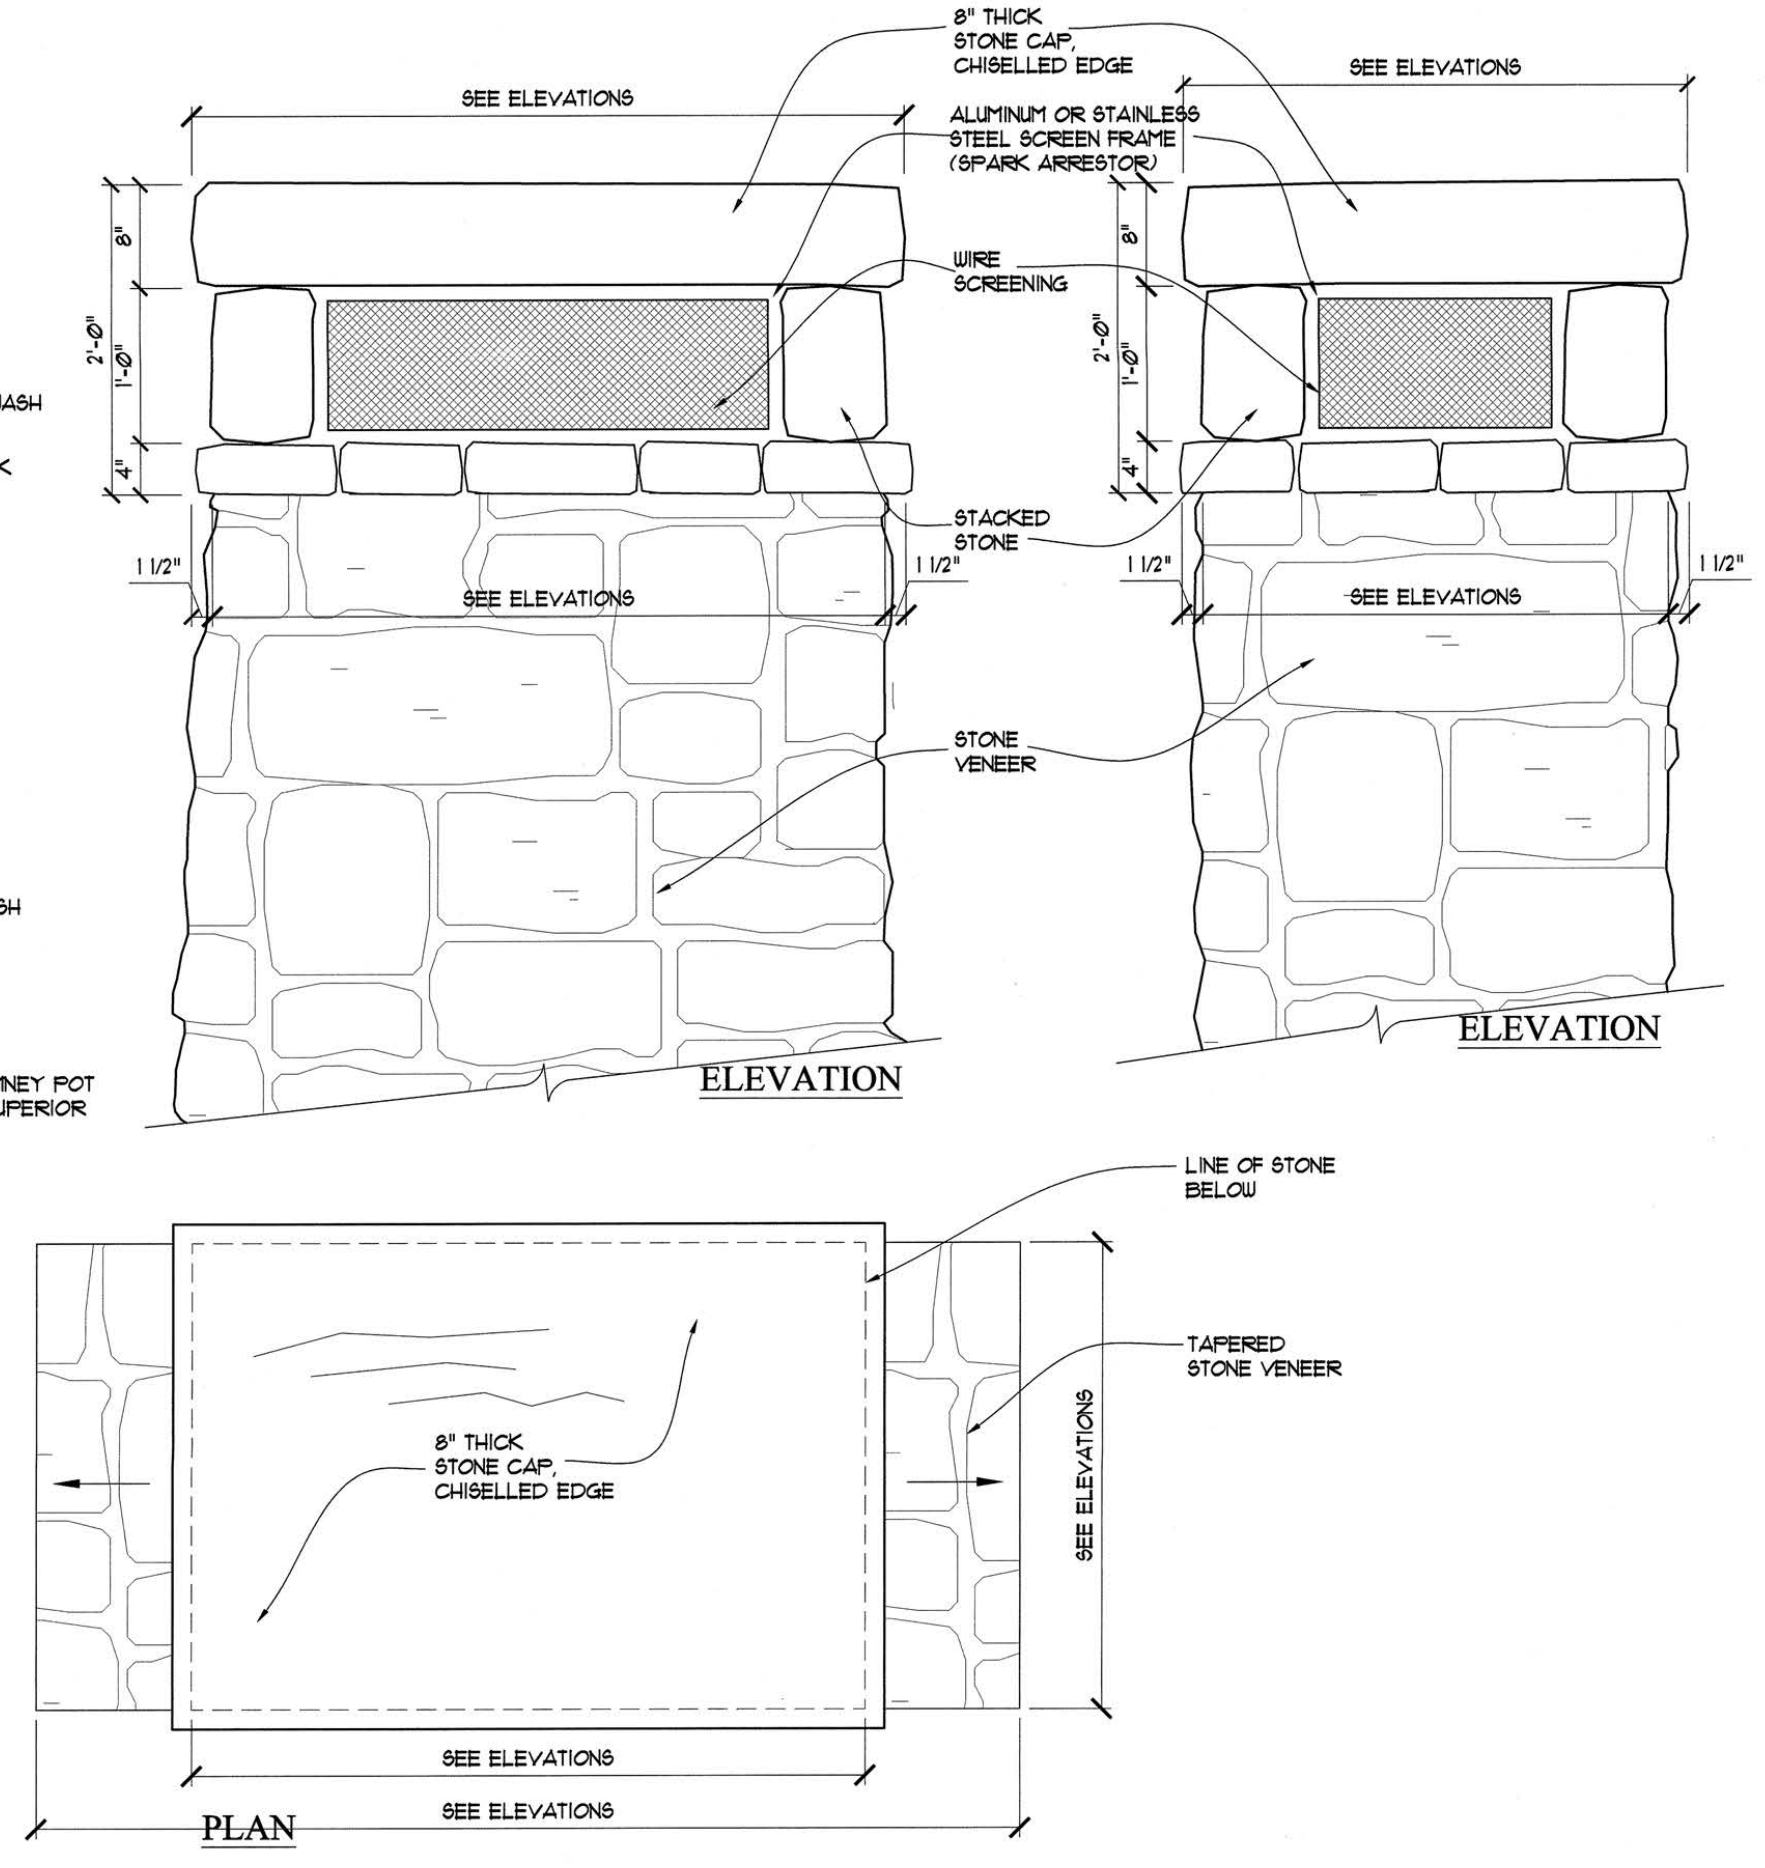 8" THICK
STONE CAP,
CHISELLED EDGE
SEE ELEVATIONS
SEE ELEVATIONS
ALUMINUM OR STAINLESS
STEEL SCREEN FRAME
(SPARK ARRESTOR)
8"
2'-0"
1'-0"
4"
8"
2'-0"
1'-0"
4"
WIRE
SCREENING
STACKED
STONE
1 1/2"
SEE ELEVATIONS
1 1/2"
1 1/2"
SEE ELEVATIONS
1 1/2"
STONE
VENEER
ELEVATION
ELEVATION
NEY POT
UPERIOR
LINE OF STONE
BELOW
TAPERED
STONE VENEER
8" THICK
STONE CAP,
CHISELLED EDGE
SEE ELEVATIONS
SEE ELEVATIONS
SEE ELEVATIONS
PLAN